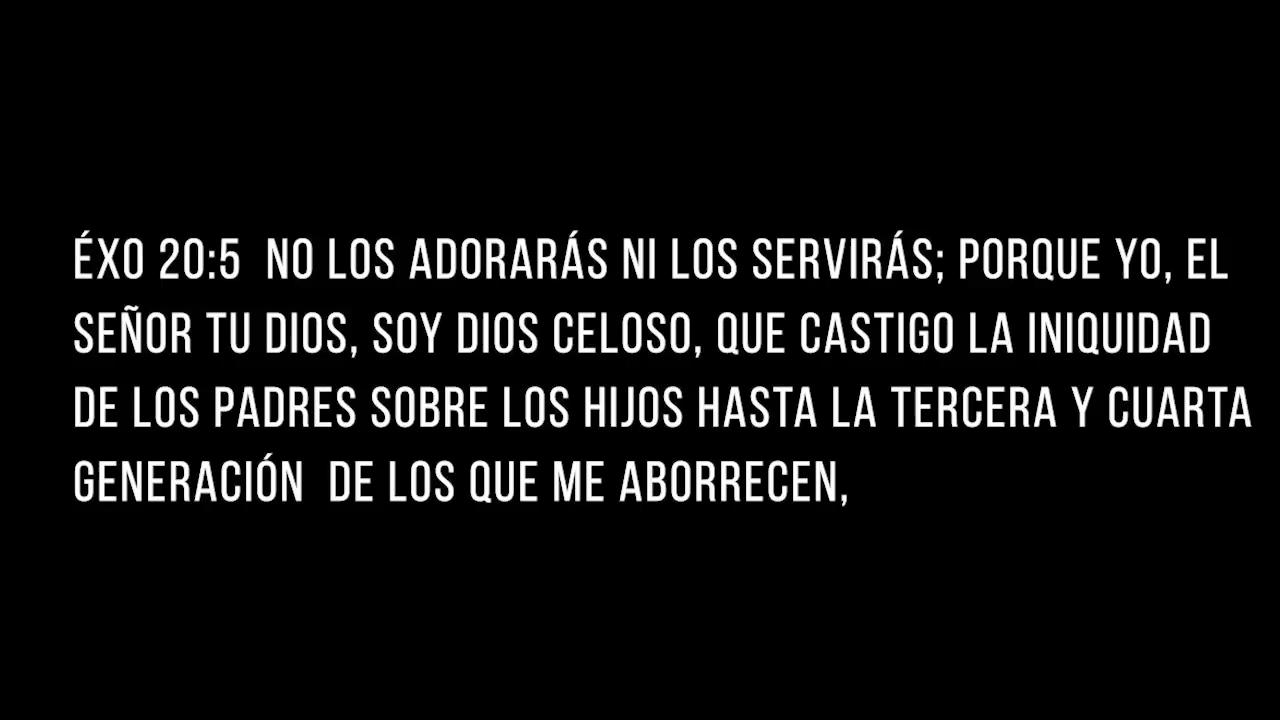 ÉXO 20:5  NO LOS ADORARÁS NI LOS SERVIRÁS; PORQUE YO, EL
SEÑOR TU DIOS, SOY DIOS CELOSO, QUE CASTIGO LA INIQUIDAD
DE LOS PADRES SOBRE LOS HIJOS HASTA LA TERCERA Y CUARTA
GENERACIÓN  DE LOS QUE ME ABORRECEN,